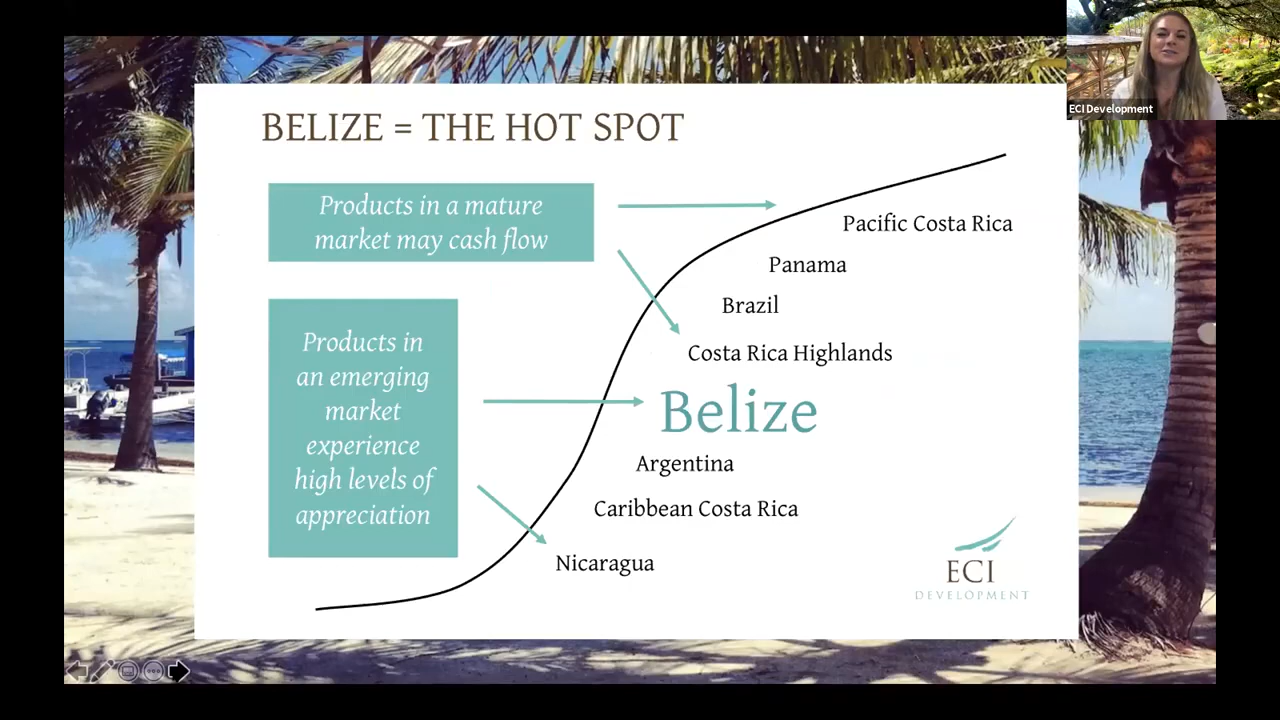 ECI Development
BELIZE = THE HOT SPOT
Products in a mature
market may cash flow
Pacific Costa Rica
Panama
Brazil
Costa Rica Highlands
Products in
an emerging
market
experience
high levels of
appreciation
Belize
Argentina
Caribbean Costa Rica
Nicaragua
ECI
DEVELOPMENT